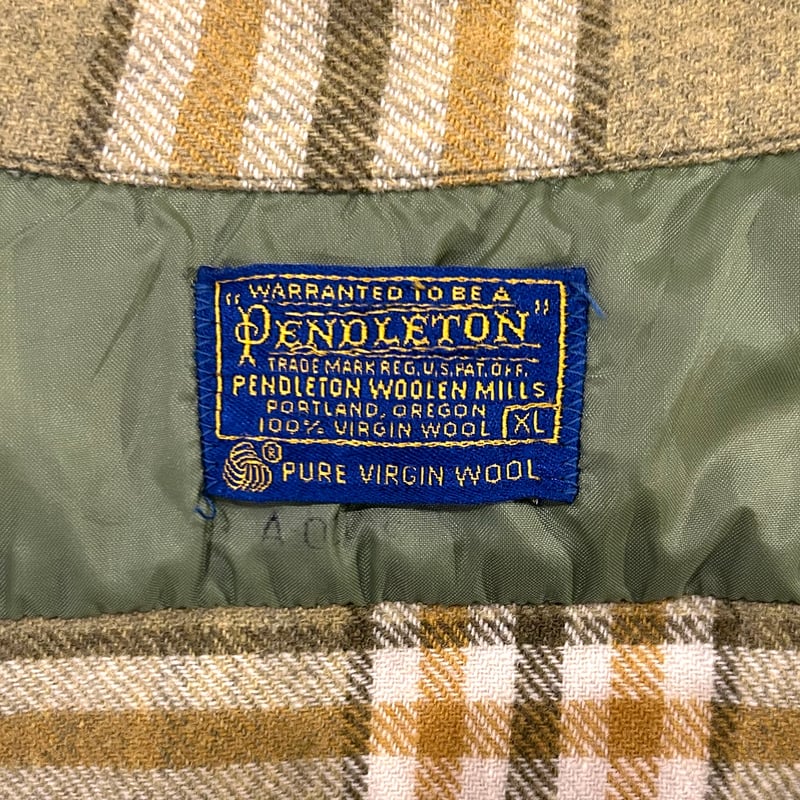 WARRANTED TO BE A
"PENDLETON"
TRADE MARK REG. U.S. PAT. OFF.
PENDLETON WOOLEN MILLS
PORTLAND, OREGON
100% VIRGIN WOOL XL
® PURE VIRGIN WOOL